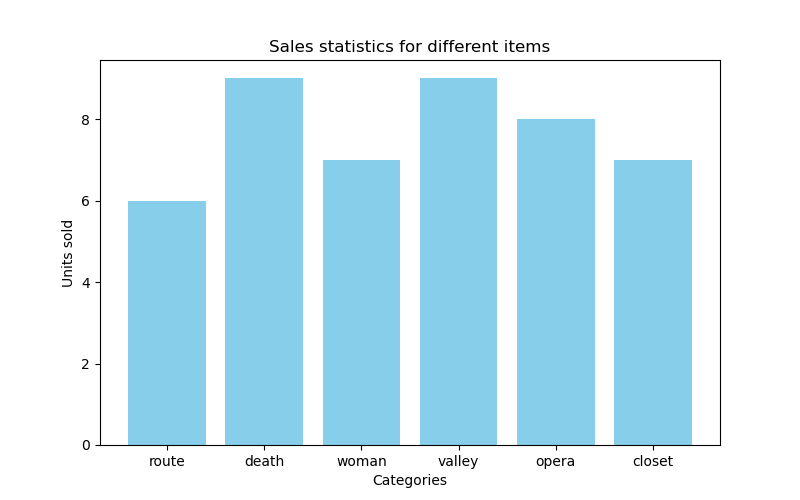 Sales statistics for different items
Units sold
8
6
4
2
0
route death woman valley opera closet
Categories